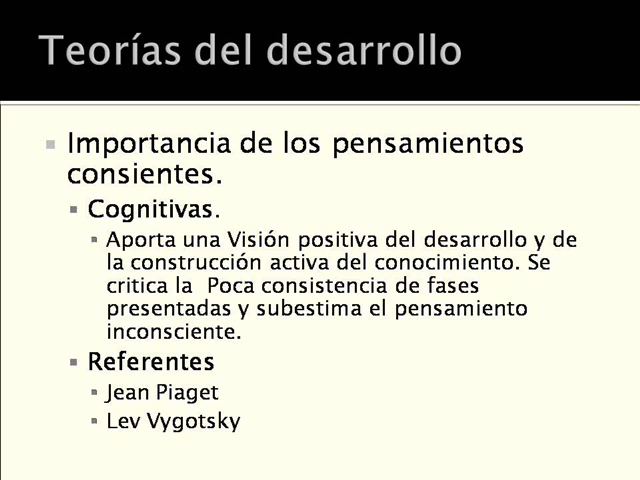 Teorías del desarrollo
Importancia de los pensamientos
consientes.
Cognitivas.
Aporta una Visión positiva del desarrollo y de
la construcción activa del conocimiento. Se
critica la  Poca consistencia de fases
presentadas y subestima el pensamiento
inconsciente.
Referentes
Jean Piaget
Lev Vygotsky